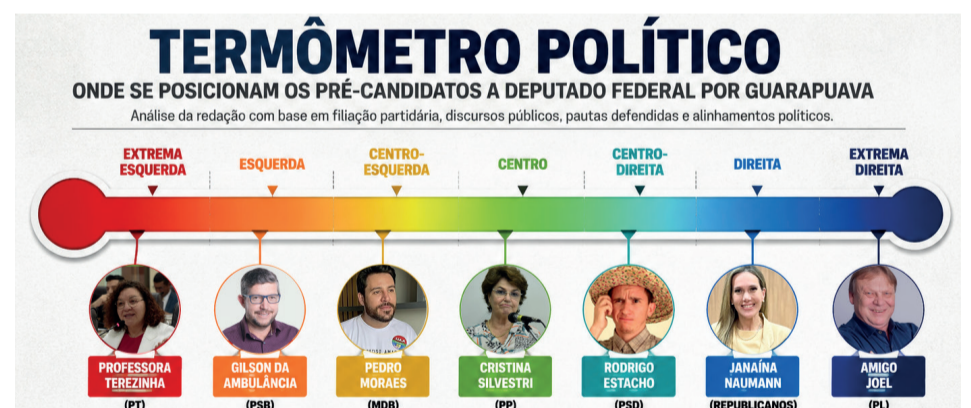 TERMÔMETRO POLÍTICO
ONDE SE POSICIONAM OS PRÉ-CANDIDATOS A DEPUTADO FEDERAL POR GUARAPUAVA
Análise da redação com base em filiação partidária, discursos públicos, pautas defendidas e alinhamentos politicos.
EXTREMA
ESQUERDA
ESQUERDA
CENTRO-
ESQUERDA
CENTRO
CENTRO-
DIREITA
DIREITA
EXTREMA
DIREITA
PROFESSORA
TEREZINHA
(PT)
GILSON DA
AMBULÂNCIA
(PSB)
PEDRO
MORAES
(MDB)
CRISTINA
SILVESTRI
(PP)
RODRIGO
ESTACHO
(PSD)
JANAÍNA
NAUMANN
(REPUBLICANOS)
AMIGO
JOEL
(PL)